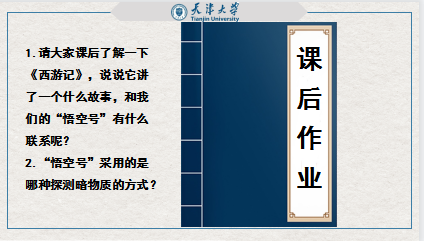 天津大学
Tianjin University
1.请大家课后了解一下
《西游记》，说说它讲
了一个什么故事，和我
们的“悟空号”有什么
联系呢？
2.“悟空号”采用的是
哪种探测暗物质的方式？
课
后
作
业